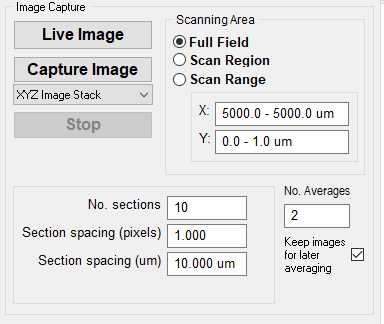 Image Capture
Live Image
Capture Image
XYZ Image Stack
Stop
Scanning Area
Full Field
Scan Region
Scan Range
X: 5000.0 - 5000.0 um
Y: 0.0 - 1.0 um
No. sections 10
Section spacing (pixels) 1.000
Section spacing (um) 10.000 um
No. Averages
2
Keep images
for later
averaging